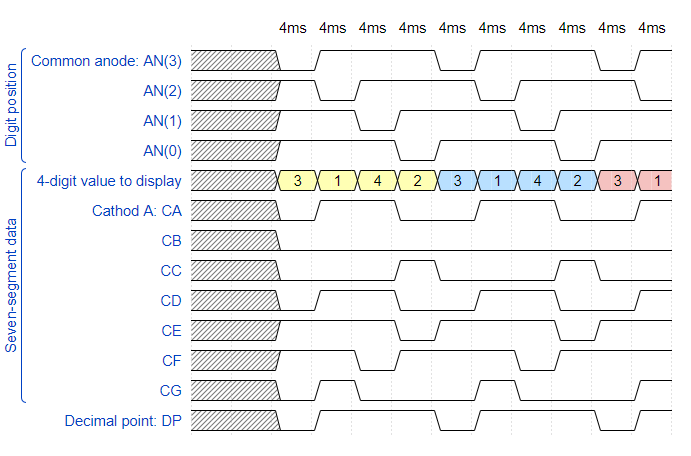 4ms 4ms 4ms 4ms 4ms 4ms 4ms 4ms 4ms 4ms
Digit position
Common anode: AN(3)
AN(2)
AN(1)
AN(0)
Seven-segment data
4-digit value to display 3 1 4 2 3 1 4 2 3 1
Cathod A: CA
CB
CC
CD
CE
CF
CG
Decimal point: DP